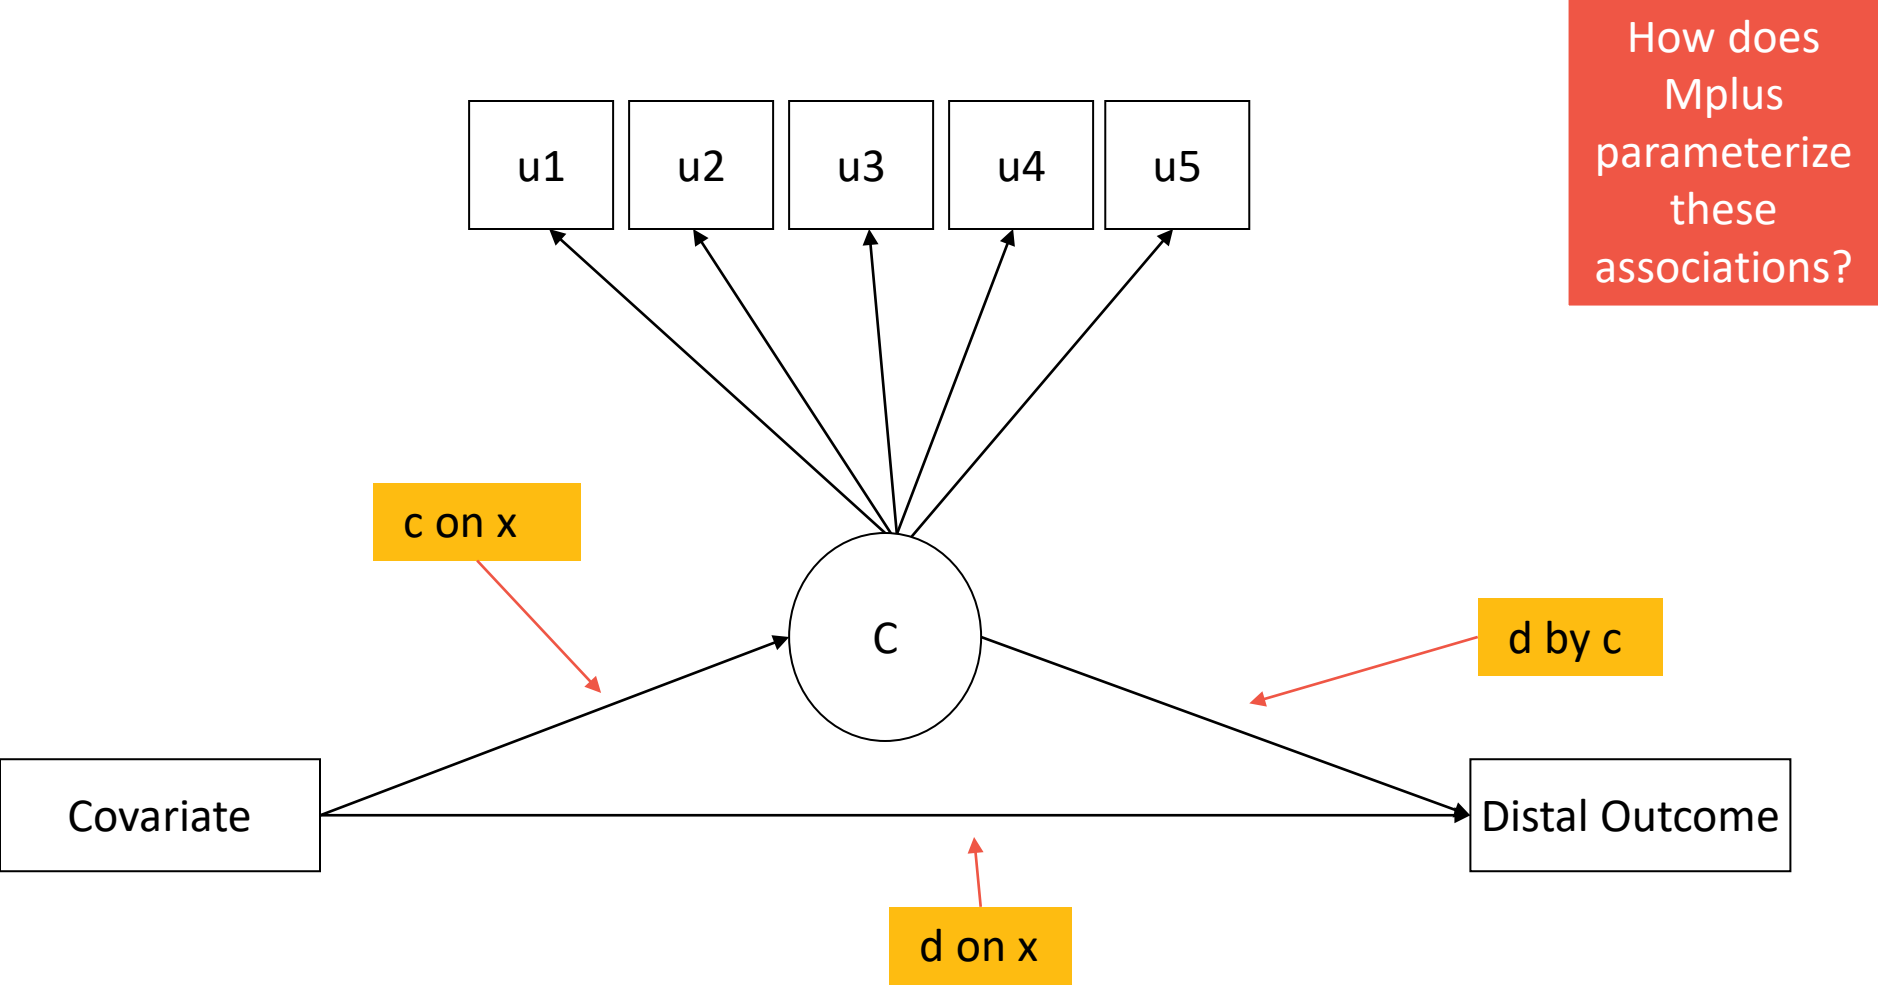 How does
Mplus
parameterize
these
associations?
u1
u2
u3
u4
u5
c on x
C
d by c
Covariate
Distal Outcome
d on x